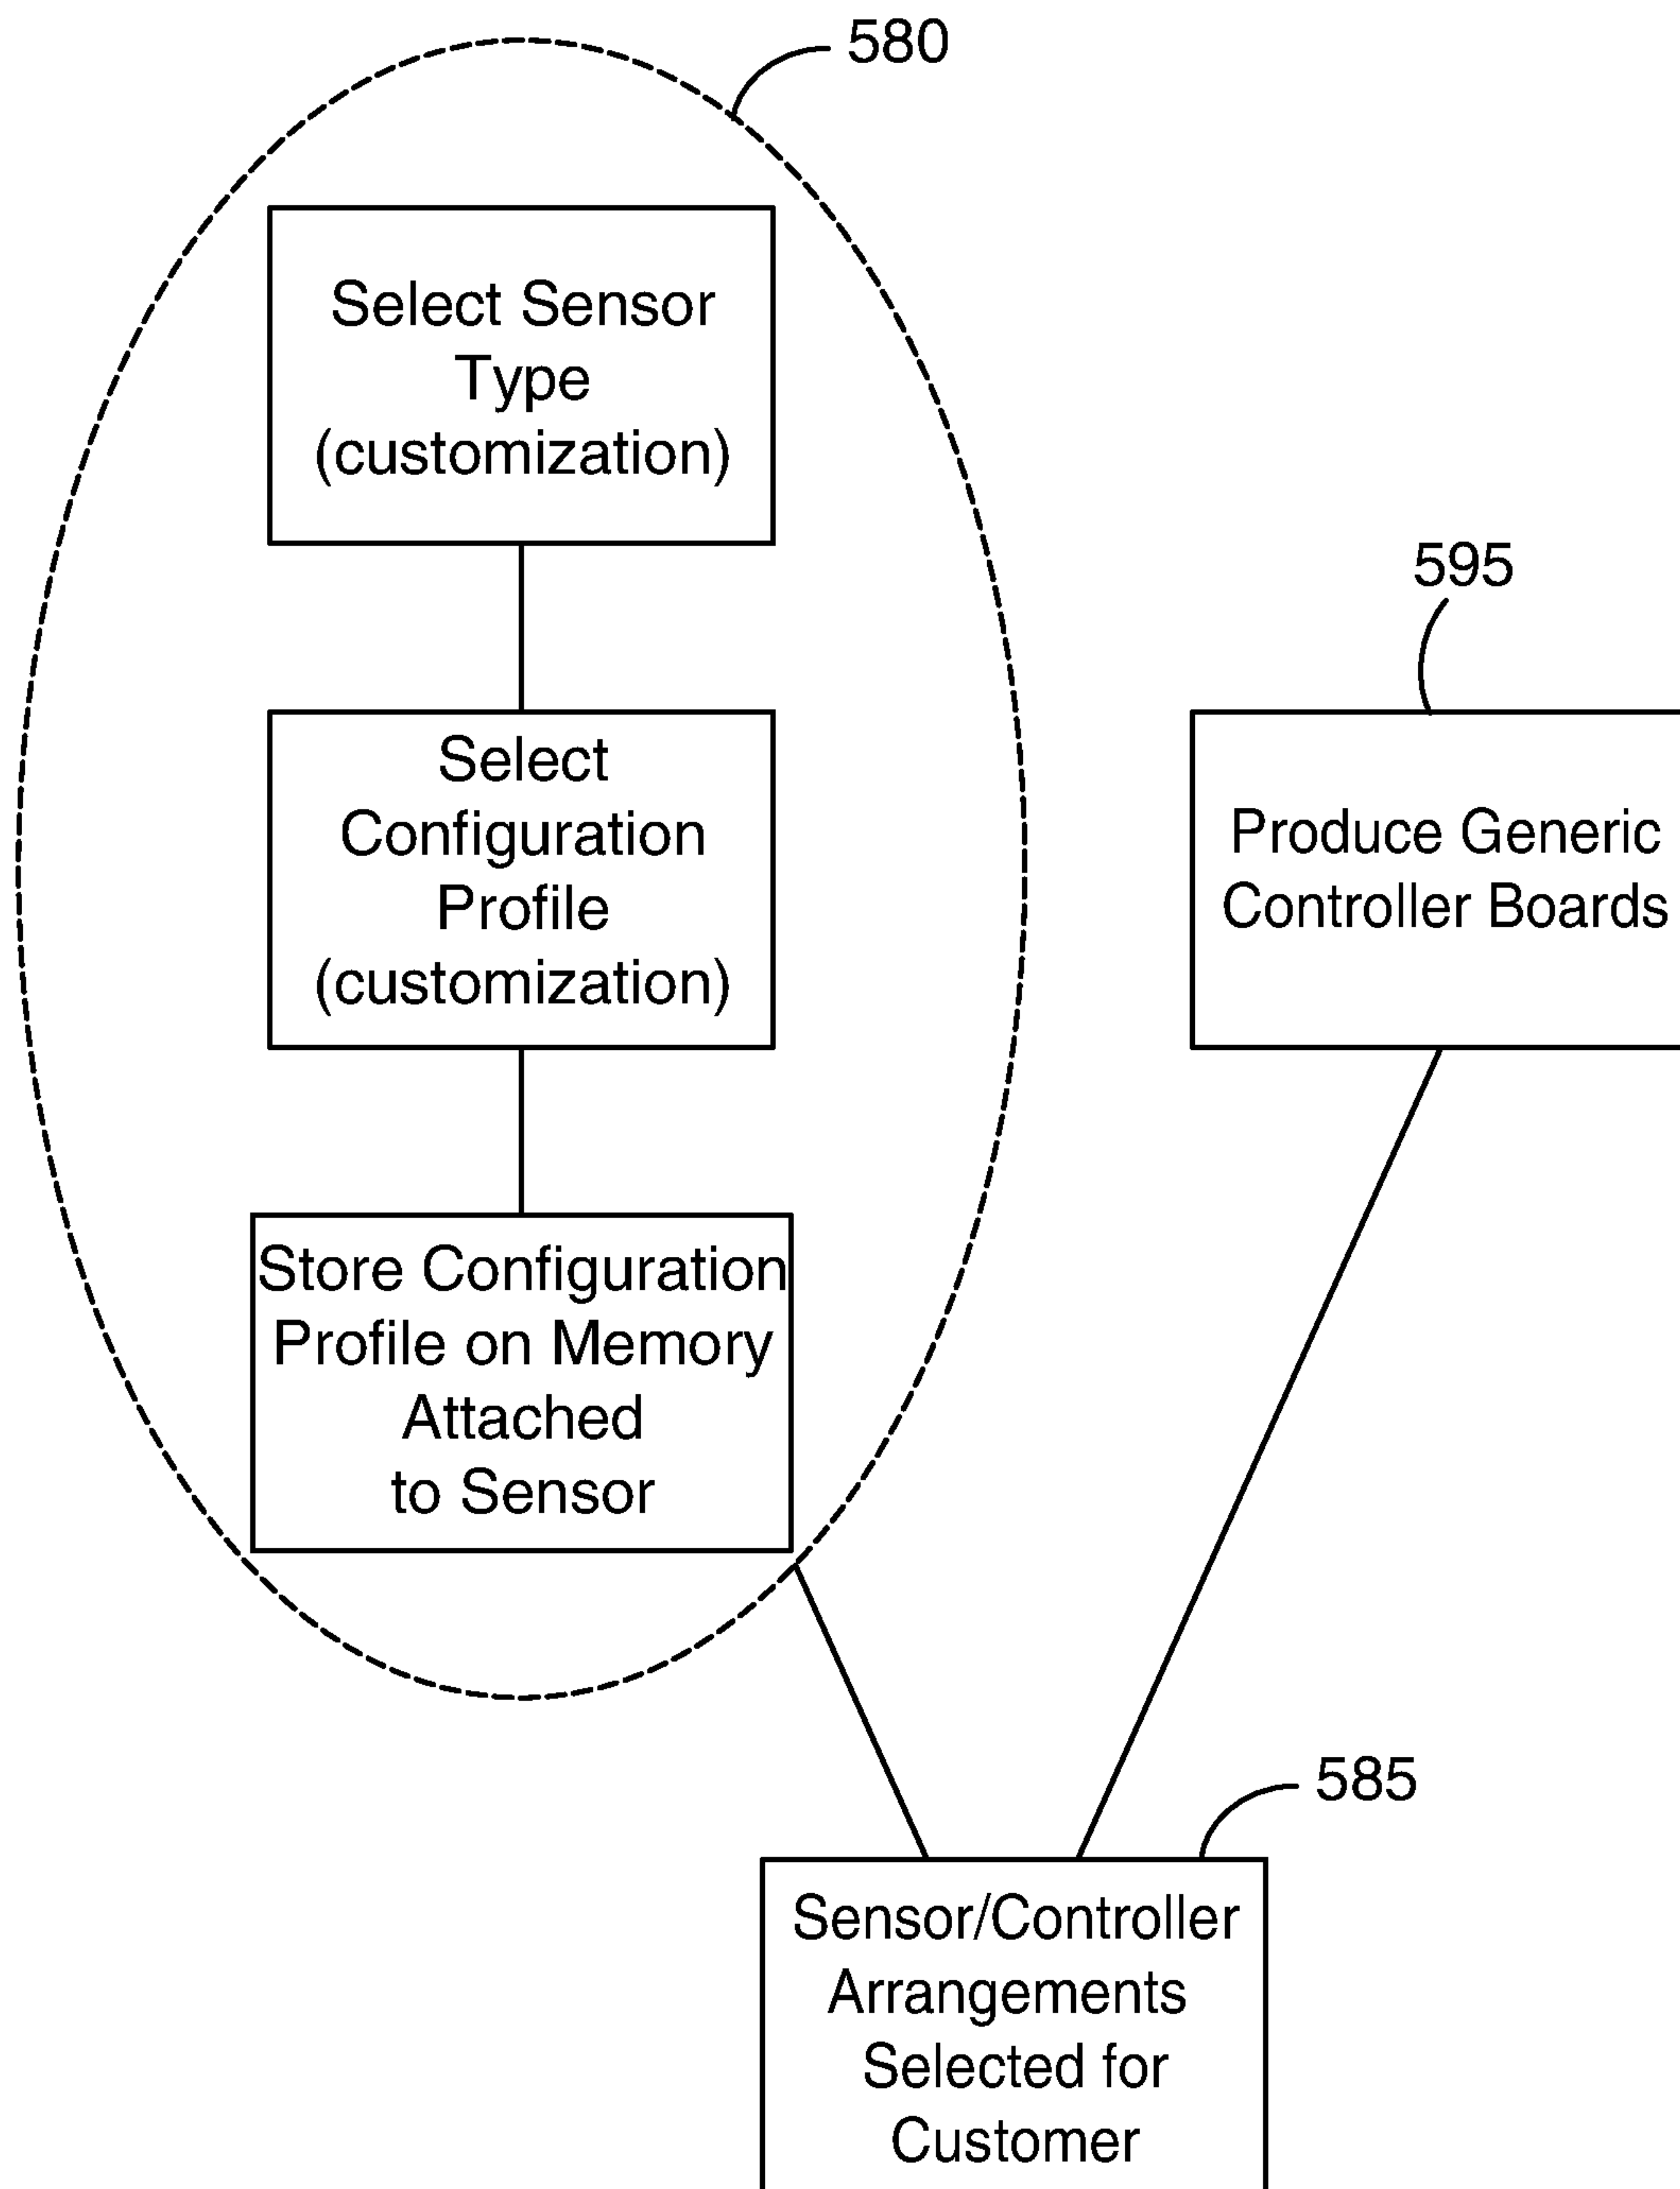 580
Select Sensor
Type
(customization)
Select
Configuration
Profile
(customization)
Store Configuration
Profile on Memory
Attached
to Sensor
595
Produce Generic
Controller Boards
585
Sensor/Controller
Arrangements
Selected for
Customer